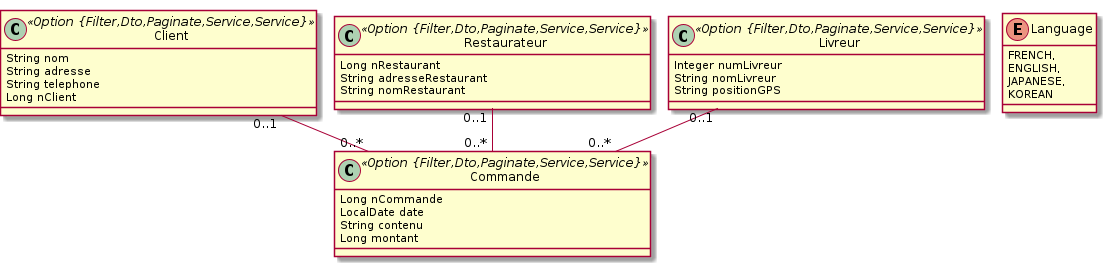 C «Option {Filter,Dto,Paginate,Service,Service}»
Client
String nom
String adresse
String telephone
Long nClient
C «Option {Filter,Dto,Paginate,Service,Service}»
Restaurateur
Long nRestaurant
String adresseRestaurant
String nomRestaurant
C «Option {Filter,Dto,Paginate,Service,Service}»
Livreur
Integer numLivreur
String nomLivreur
String positionGPS
E Language
FRENCH,
ENGLISH,
JAPANESE,
KOREAN
0..1
0..1
0..1
0..*
0..*
0..*
C «Option {Filter,Dto,Paginate,Service,Service}»
Commande
Long nCommande
LocalDate date
String contenu
Long montant